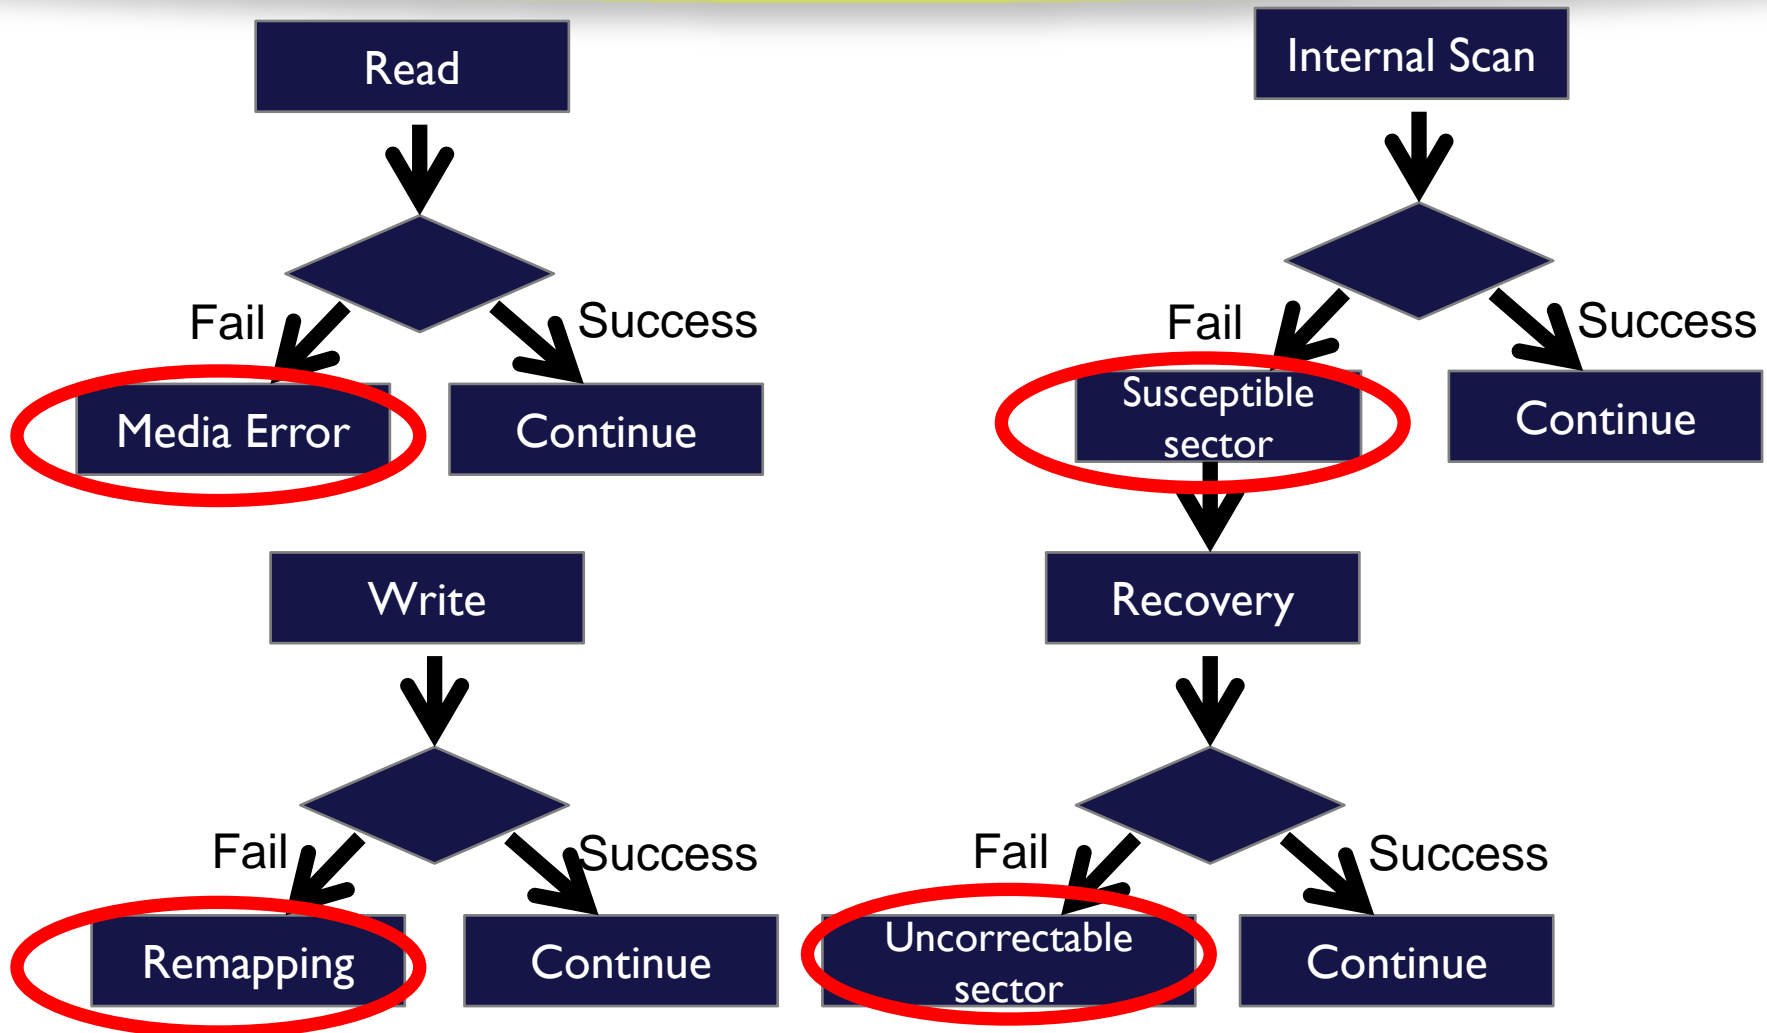 Read
Fail
Success
Media Error
Continue
Write
Fail
Success
Remapping
Continue
Internal Scan
Fail
Success
Susceptible
sector
Continue
Recovery
Fail
Success
Uncorrectable
sector
Continue